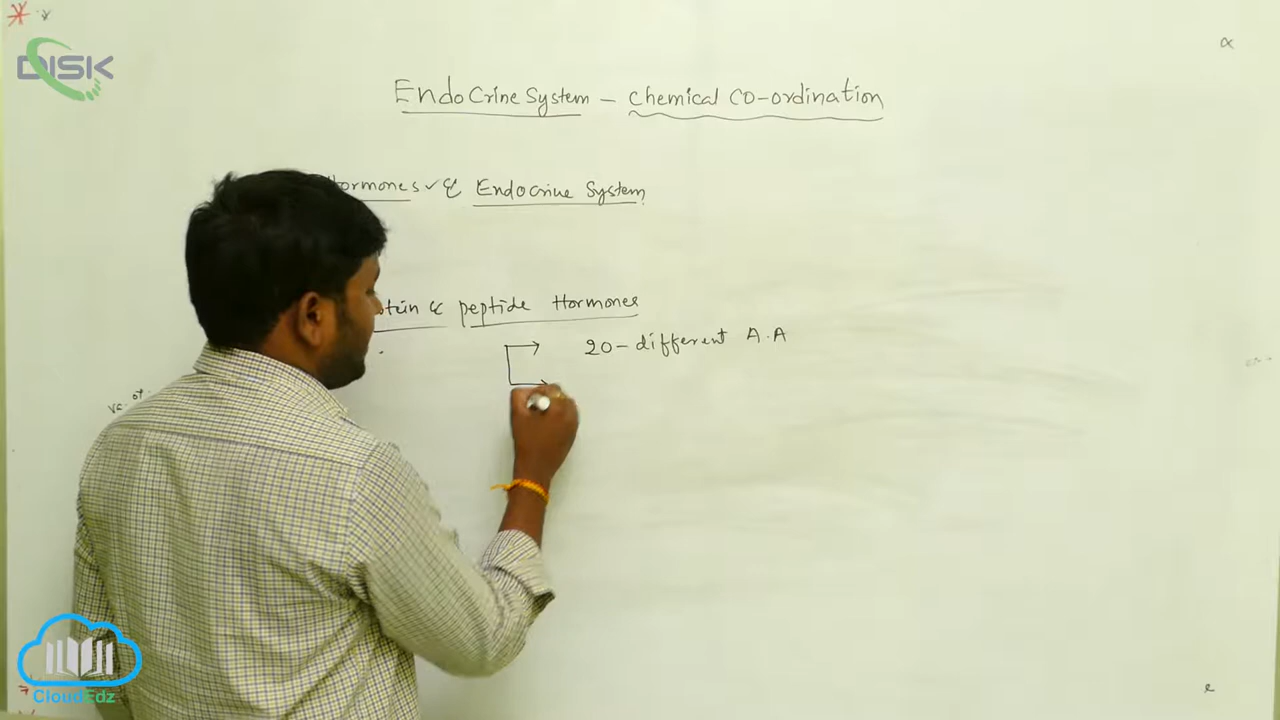 DISK
EndoCrine System – chemical CO-ordination
Hormones & Endocrine System
& peptide Hormones
20-different A.A
CloudEdz